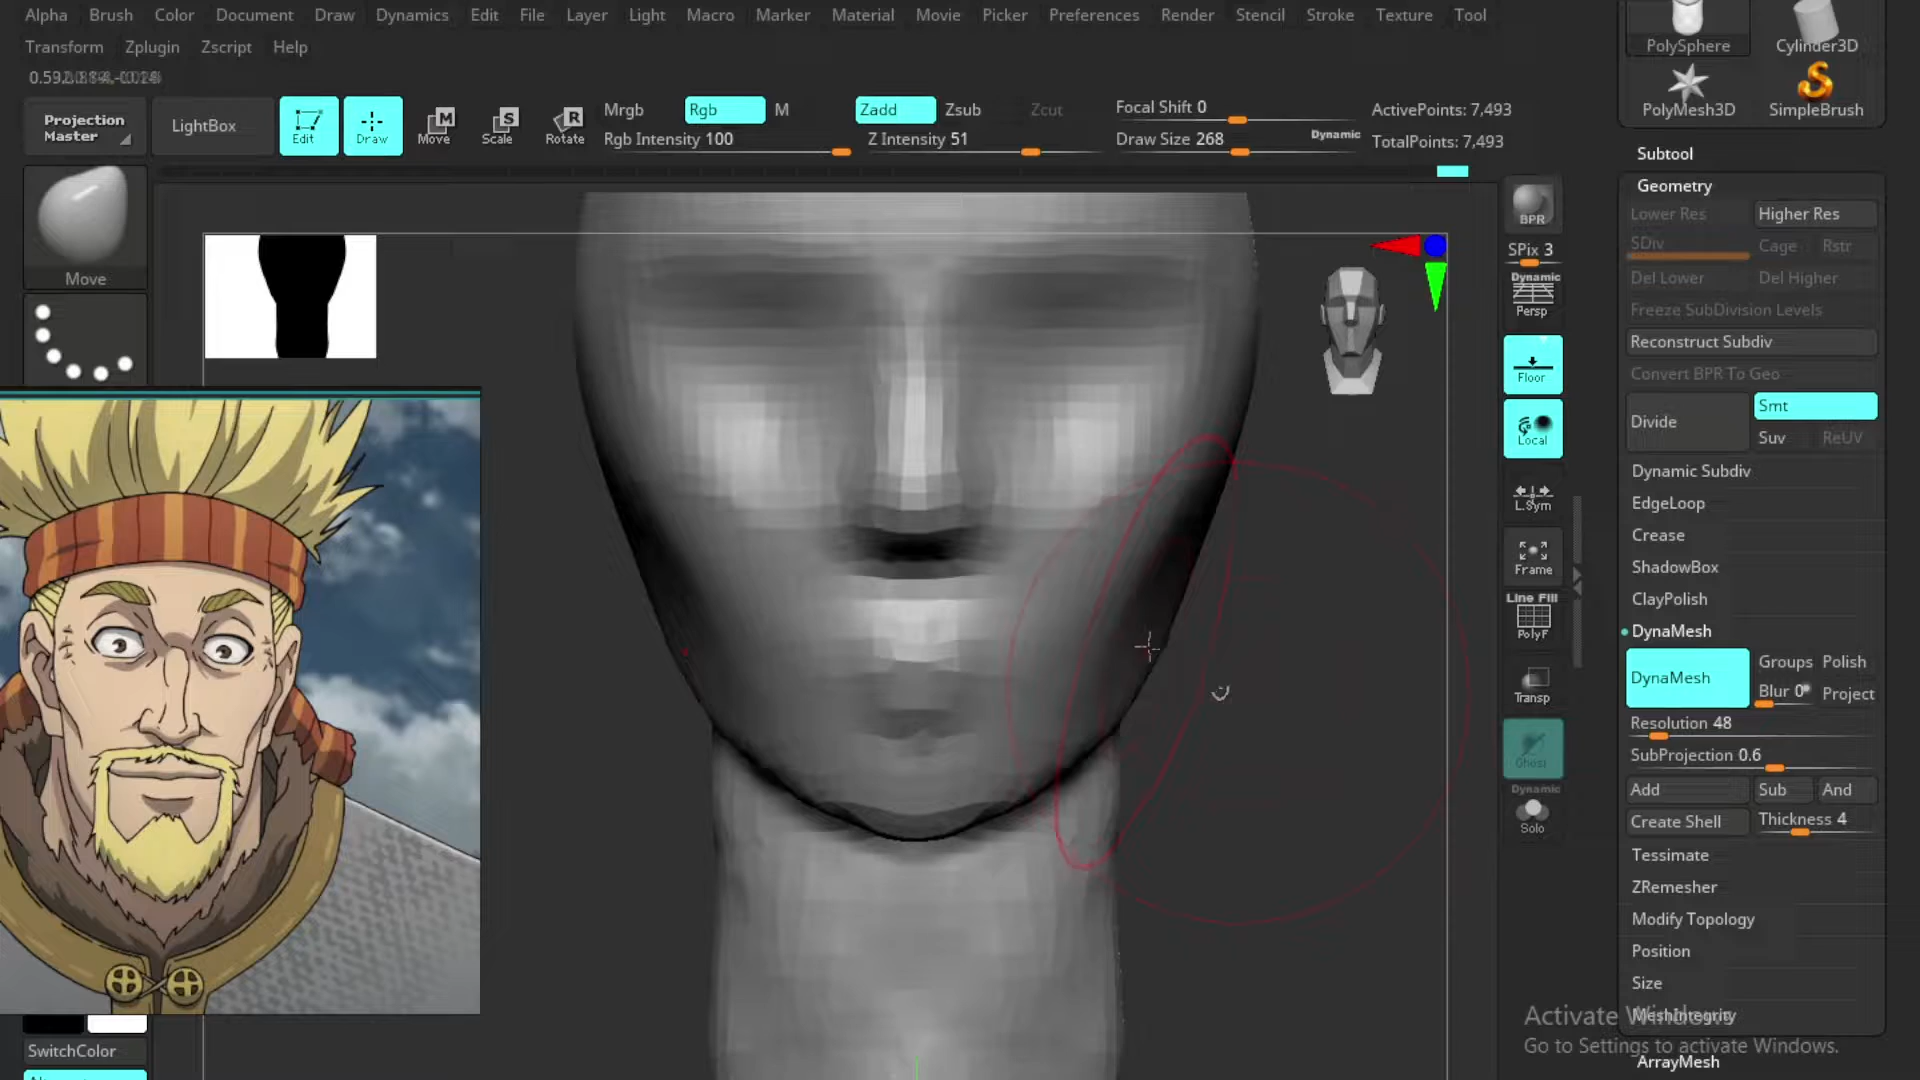 Alpha Brush Color Document Draw Dynamics Edit File Layer Light Macro Marker Material Movie Picker Preferences Render Stencil Stroke Texture Tool
Transform Zplugin Zscript Help
Projection Master
LightBox
Edit
Draw
Move
Scale
Rotate
Mrgb Rgb M
Rgb Intensity 100
Zadd Zsub Zcut
Z Intensity 51
Focal Shift 0
Draw Size 268
Dynamic
ActivePoints: 7,493
TotalPoints: 7,493
PolySphere
Cylinder3D
PolyMesh3D
SimpleBrush
Move
SwitchColor
BPR
SPix 3
Dynamic
Persp
Floor
Local
L.Sym
Frame
Line Fill
PolyF
Transp
Ghost
Dynamic
Solo
Subtool
Geometry
Lower Res Higher Res
SDiv Cage Rstr
Del Lower Del Higher
Freeze SubDivision Levels
Reconstruct Subdiv
Convert BPR To Geo
Divide Smt
Suv ReUV
Dynamic Subdiv
EdgeLoop
Crease
ShadowBox
ClayPolish
DynaMesh
DynaMesh Groups Polish
Blur 0 Project
Resolution 48
SubProjection 0.6
Add Sub And
Create Shell Thickness 4
Tessimate
ZRemesher
Modify Topology
Position
Size
MeshIntegrity
ArrayMesh
Activate Windows
Go to Settings to activate Windows.